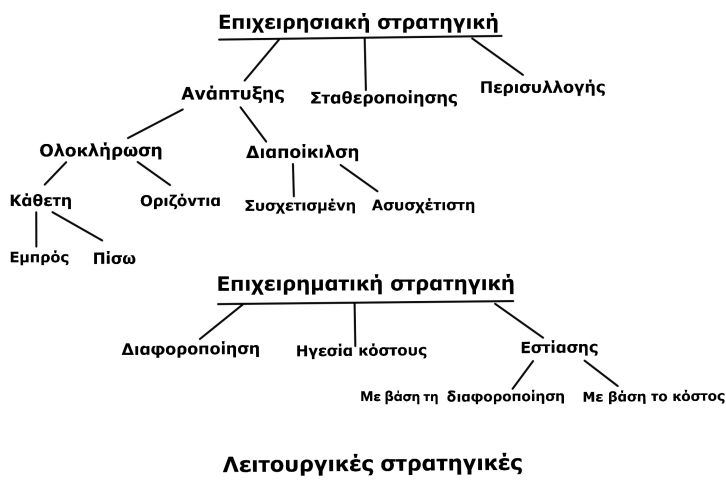 Επιχειρησιακή στρατηγική
Ανάπτυξης Σταθεροποίησης Περισυλλογής
Ολοκλήρωση Διαποίκιλση
Κάθετη Οριζόντια Συσχετισμένη Ασυσχέτιστη
Εμπρός Πίσω
Επιχειρηματική στρατηγική
Διαφοροποίηση Ηγεσία κόστους Εστίασης
Με βάση τη διαφοροποίηση Με βάση το κόστος
Λειτουργικές στρατηγικές